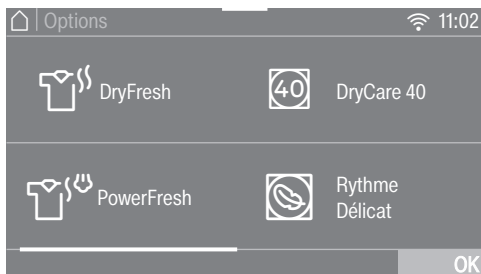 Options
11:02
DryFresh
40
DryCare 40
PowerFresh
Rythme
Délicat
OK